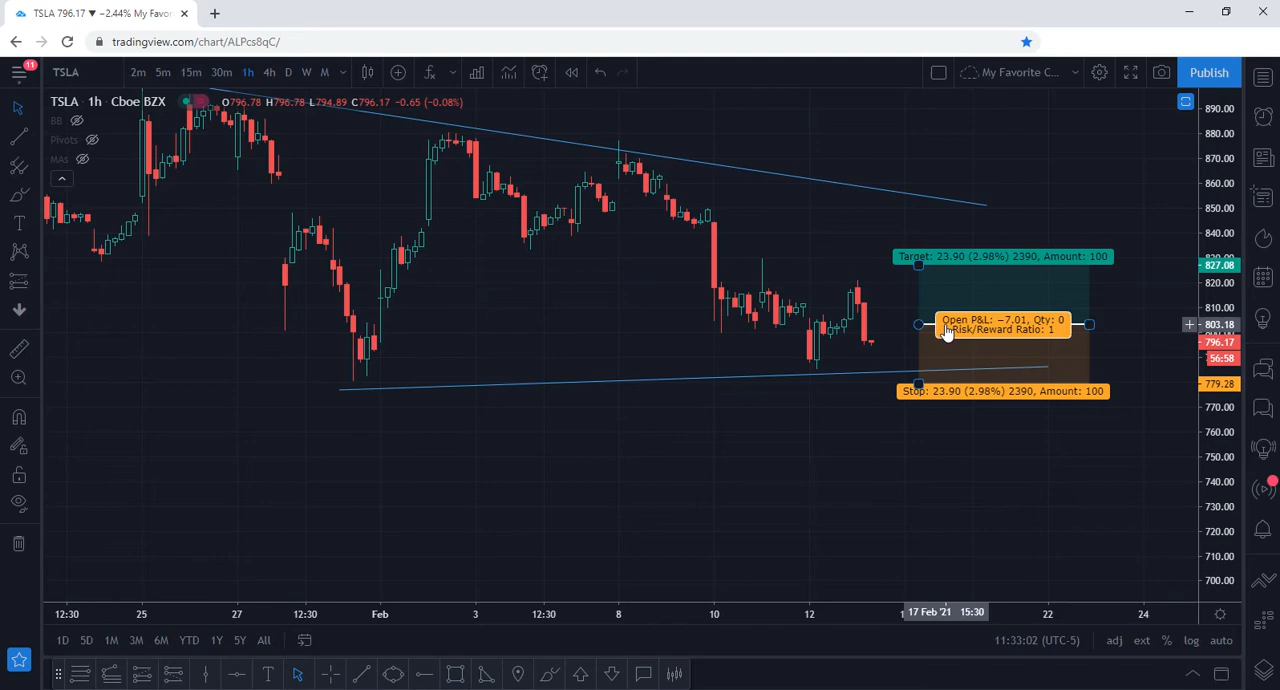 TSLA 796.17 ▼ −2.44% My Favor
tradingview.com/chart/ALPcs8qC/
11
TSLA 2m 5m 15m 30m 1h 4h D W M My Favorite C... Publish
TSLA · 1h · Cboe BZX O796.78 H796.78 L794.89 C796.17 −0.65 (−0.08%)
BB
Pivots
MAs
890.00
880.00
870.00
860.00
850.00
840.00
Target: 23.90 (2.98%) 2390, Amount: 100
827.08
820.00
810.00
Open P&L: −7.01, Qty: 0
Risk/Reward Ratio: 1
803.18
796.17
56:58
779.28
Stop: 23.90 (2.98%) 2390, Amount: 100
770.00
760.00
750.00
740.00
730.00
720.00
710.00
700.00
12:30 25 27 12:30 Feb 3 12:30 8 10 12 17 Feb '21 15:30 22 24
1D 5D 1M 3M 6M YTD 1Y 5Y All 11:33:02 (UTC-5) adj ext % log auto